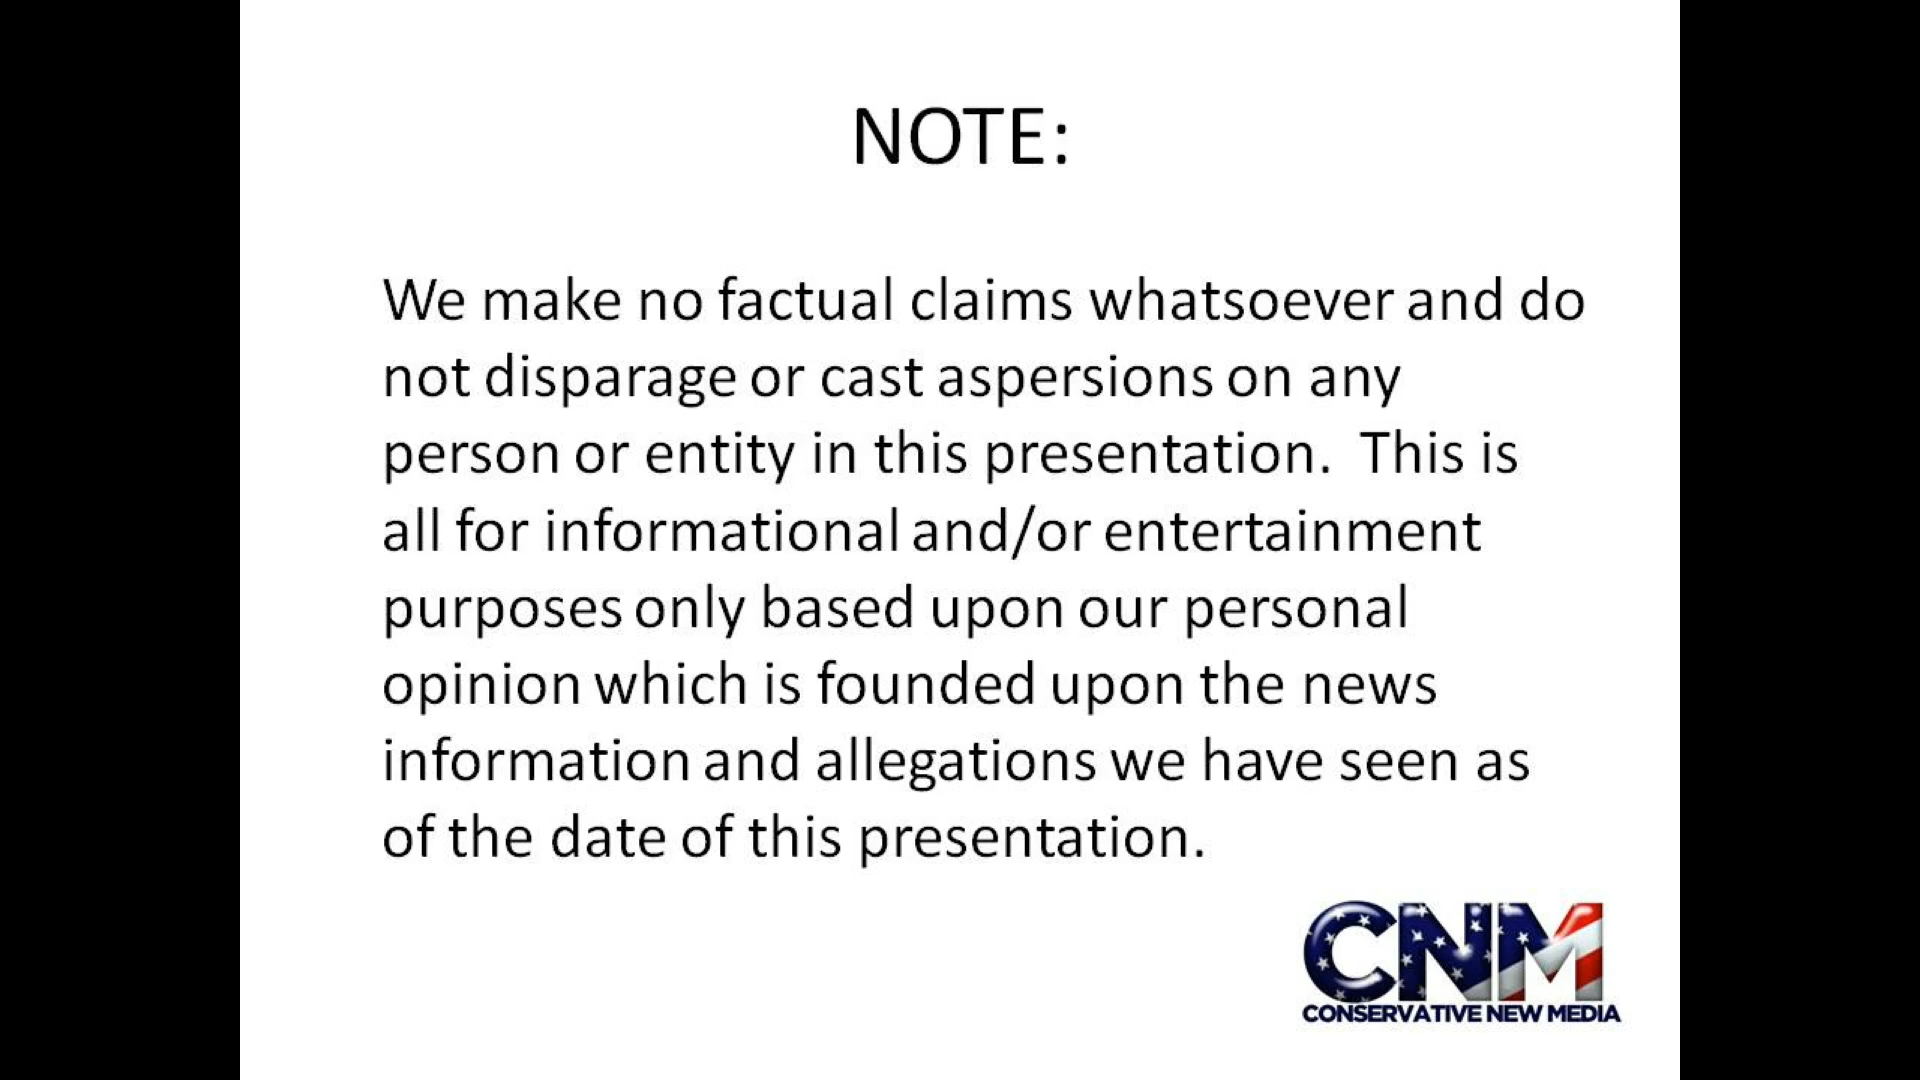 NOTE:
We make no factual claims whatsoever and do
not disparage or cast aspersions on any
person or entity in this presentation.  This is
all for informational and/or entertainment
purposes only based upon our personal
opinion which is founded upon the news
information and allegations we have seen as
of the date of this presentation.
CNM
CONSERVATIVE NEW MEDIA